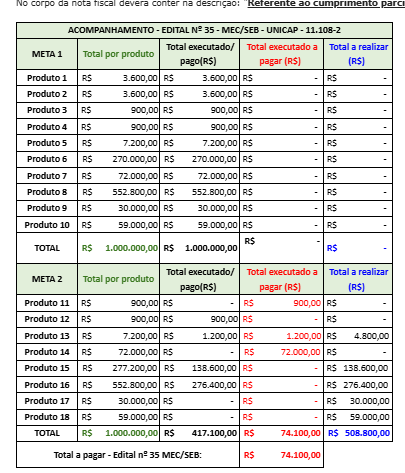 No corpo da nota fiscal deverá conter na descrição: "Referente ao cumprimento parci
ACOMPANHAMENTO - EDITAL Nº 35 - MEC/SEB - UNICAP - 11.108-2
META 1 Total por produto Total executado/ pago(R$) Total executado a pagar (R$) Total a realizar (R$)
Produto 1 R$ 3.600,00 R$ 3.600,00 R$ - R$ -
Produto 2 R$ 3.600,00 R$ 3.600,00 R$ - R$ -
Produto 3 R$ 900,00 R$ 900,00 R$ - R$ -
Produto 4 R$ 900,00 R$ 900,00 R$ - R$ -
Produto 5 R$ 7.200,00 R$ 7.200,00 R$ - R$ -
Produto 6 R$ 270.000,00 R$ 270.000,00 R$ - R$ -
Produto 7 R$ 72.000,00 R$ 72.000,00 R$ - R$ -
Produto 8 R$ 552.800,00 R$ 552.800,00 R$ - R$ -
Produto 9 R$ 30.000,00 R$ 30.000,00 R$ - R$ -
Produto 10 R$ 59.000,00 R$ 59.000,00 R$ - R$ -
TOTAL R$ 1.000.000,00 R$ 1.000.000,00 R$ - R$ -
META 2 Total por produto Total executado/ pago(R$) Total executado a pagar (R$) Total a realizar (R$)
Produto 11 R$ 900,00 R$ - R$ 900,00 R$ -
Produto 12 R$ 900,00 R$ 900,00 R$ - R$ -
Produto 13 R$ 7.200,00 R$ 1.200,00 R$ 1.200,00 R$ 4.800,00
Produto 14 R$ 72.000,00 R$ - R$ 72.000,00 R$ -
Produto 15 R$ 277.200,00 R$ 138.600,00 R$ - R$ 138.600,00
Produto 16 R$ 552.800,00 R$ 276.400,00 R$ - R$ 276.400,00
Produto 17 R$ 30.000,00 R$ - R$ - R$ 30.000,00
Produto 18 R$ 59.000,00 R$ - R$ - R$ 59.000,00
TOTAL R$ 1.000.000,00 R$ 417.100,00 R$ 74.100,00 R$ 508.800,00
Total a pagar - Edital nº 35 MEC/SEB: R$ 74.100,00